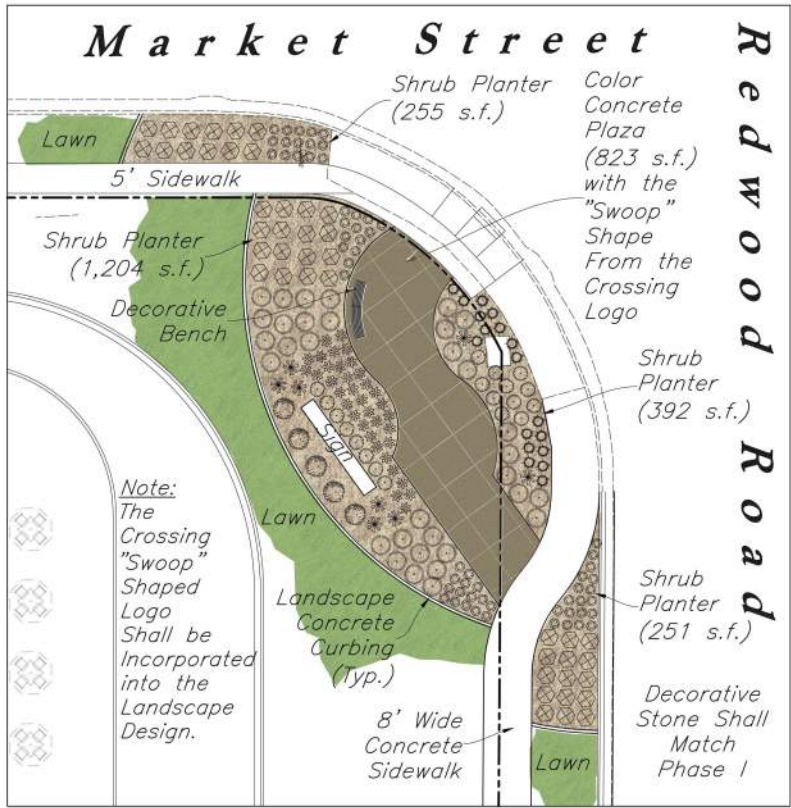 Market Street
Redwood Road
Shrub Planter
(255 s.f.)
Color
Concrete
Plaza
(823 s.f.)
with the
"Swoop"
Shape
From the
Crossing
Logo
Lawn
5' Sidewalk
Shrub Planter
(1,204 s.f.)
Decorative
Bench
Shrub
Planter
(392 s.f.)
Sign
Note:
The
Crossing
"Swoop"
Shaped
Logo
Shall be
Incorporated
into the
Landscape
Design.
Lawn
Landscape
Concrete
Curbing
(Typ.)
Shrub
Planter
(251 s.f.)
8' Wide
Concrete
Sidewalk
Decorative
Stone Shall
Match
Phase I
Lawn